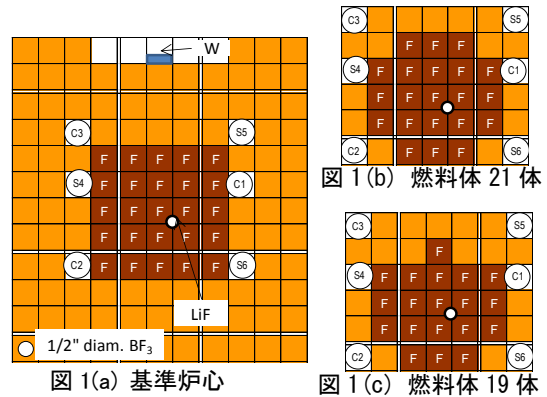 W
C3 S5
F F F F F
S4 F F F F F C1
F F F F F
F F F F F
C2 F F F F F S6
LiF
1/2" diam. BF₃
図 1(a) 基準炉心
C3 S5
F F F
S4 F F F F F C1
F F F F F
F F F F F
C2 F F F S6
図 1(b) 燃料体 21 体
C3 S5
F
S4 F F F F F C1
F F F F F
F F F F F
C2 F F F S6
図 1(c) 燃料体 19 体